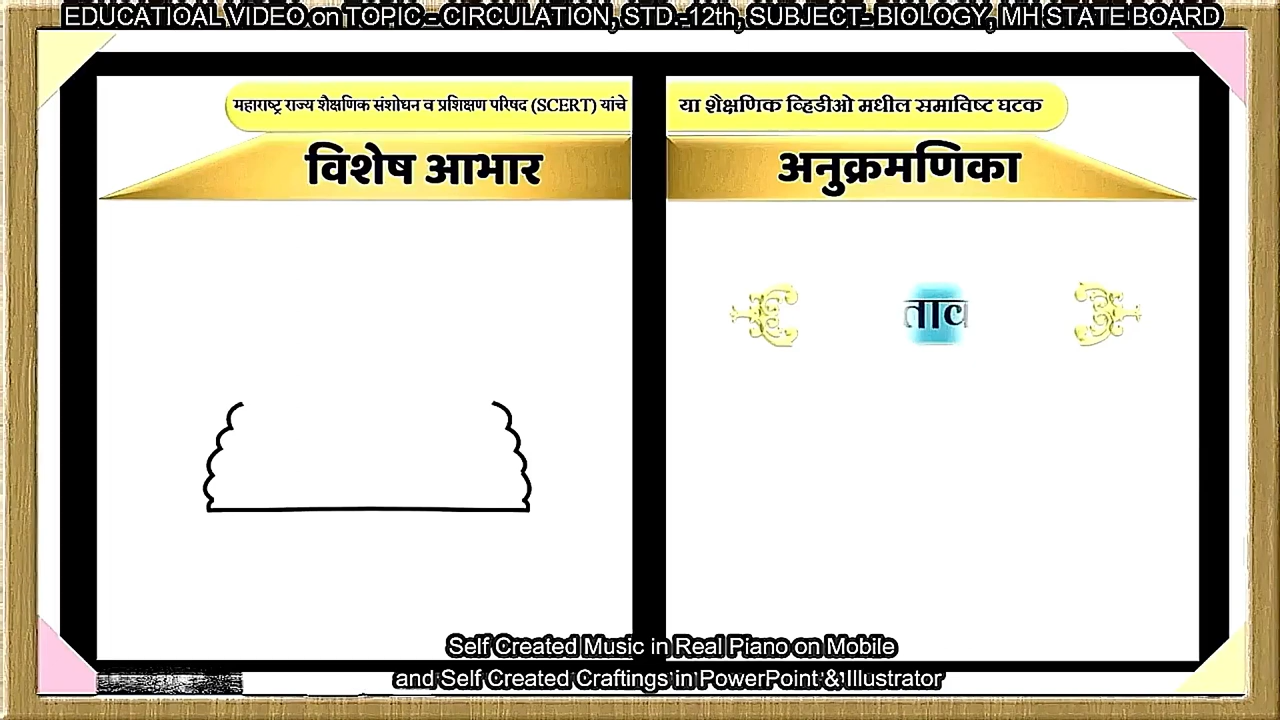 EDUCATIOAL VIDEO on TOPIC - CIRCULATION, STD.-12th, SUBJECT- BIOLOGY, MH STATE BOARD
महाराष्ट्र राज्य शैक्षणिक संशोधन व प्रशिक्षण परिषद (SCERT) यांचे
विशेष आभार
या शैक्षणिक व्हिडीओ मधील समाविष्ट घटक
अनुक्रमणिका
ताव
Self Created Music in Real Piano on Mobile
and Self Created Craftings in PowerPoint & Illustrator